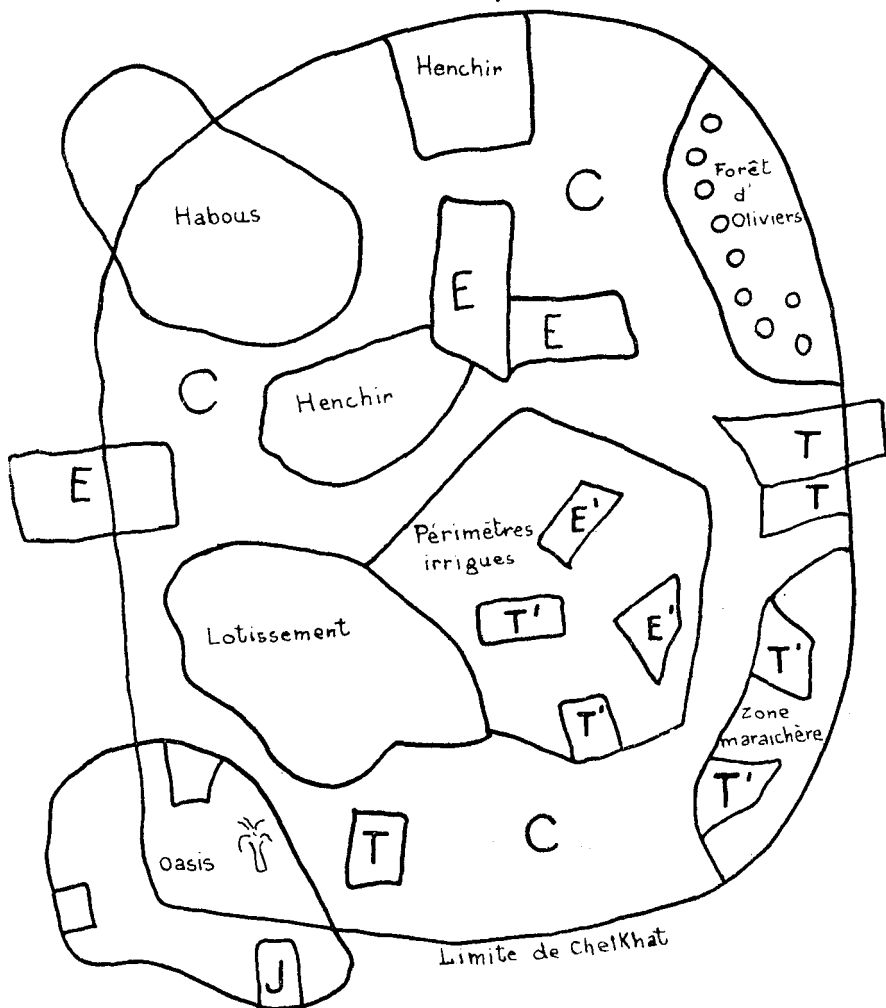 Henchir
C
Forêt
d'
Oliviers
Habous
E
E
C
Henchir
T
E
T
E'
Périmètres
irrigues
T'
E'
Lotissement
T'
T'
Zone
maraichère
T'
T
C
Oasis
Limite de Cheikhat
J